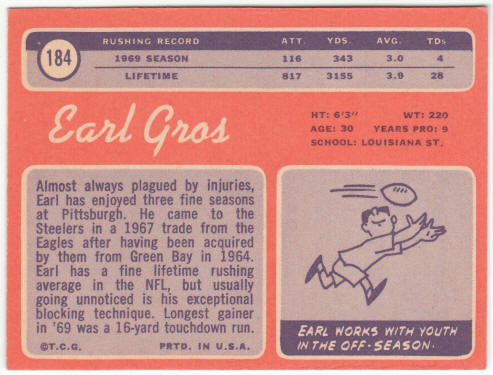 184
RUSHING RECORD ATT. YDS. AVG. TDs
1969 SEASON 116 343 3.0 4
LIFETIME 817 3155 3.9 28
Earl Gros
HT: 6'3" WT: 220
AGE: 30 YEARS PRO: 9
SCHOOL: LOUISIANA ST.
Almost always plagued by injuries,
Earl has enjoyed three fine seasons
at Pittsburgh. He came to the
Steelers in a 1967 trade from the
Eagles after having been acquired
by them from Green Bay in 1964.
Earl has a fine lifetime rushing
average in the NFL, but usually
going unnoticed is his exceptional
blocking technique. Longest gainer
in '69 was a 16-yard touchdown run.
©T.C.G. PRTD. IN U.S.A.
EARL WORKS WITH YOUTH
IN THE OFF-SEASON.